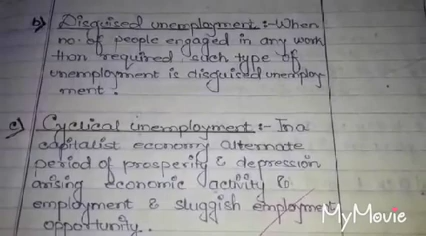 b) Disguised unemployment :- When
no. of people engaged in any work
than required such type of
unemployment is disguised unemploy
ment.
c) Cyclical unemployment :- In a
capitalist economy alternate
period of prosperity & depression
arising economic activity to
employment & sluggish employment
opportunity.
MyMovie